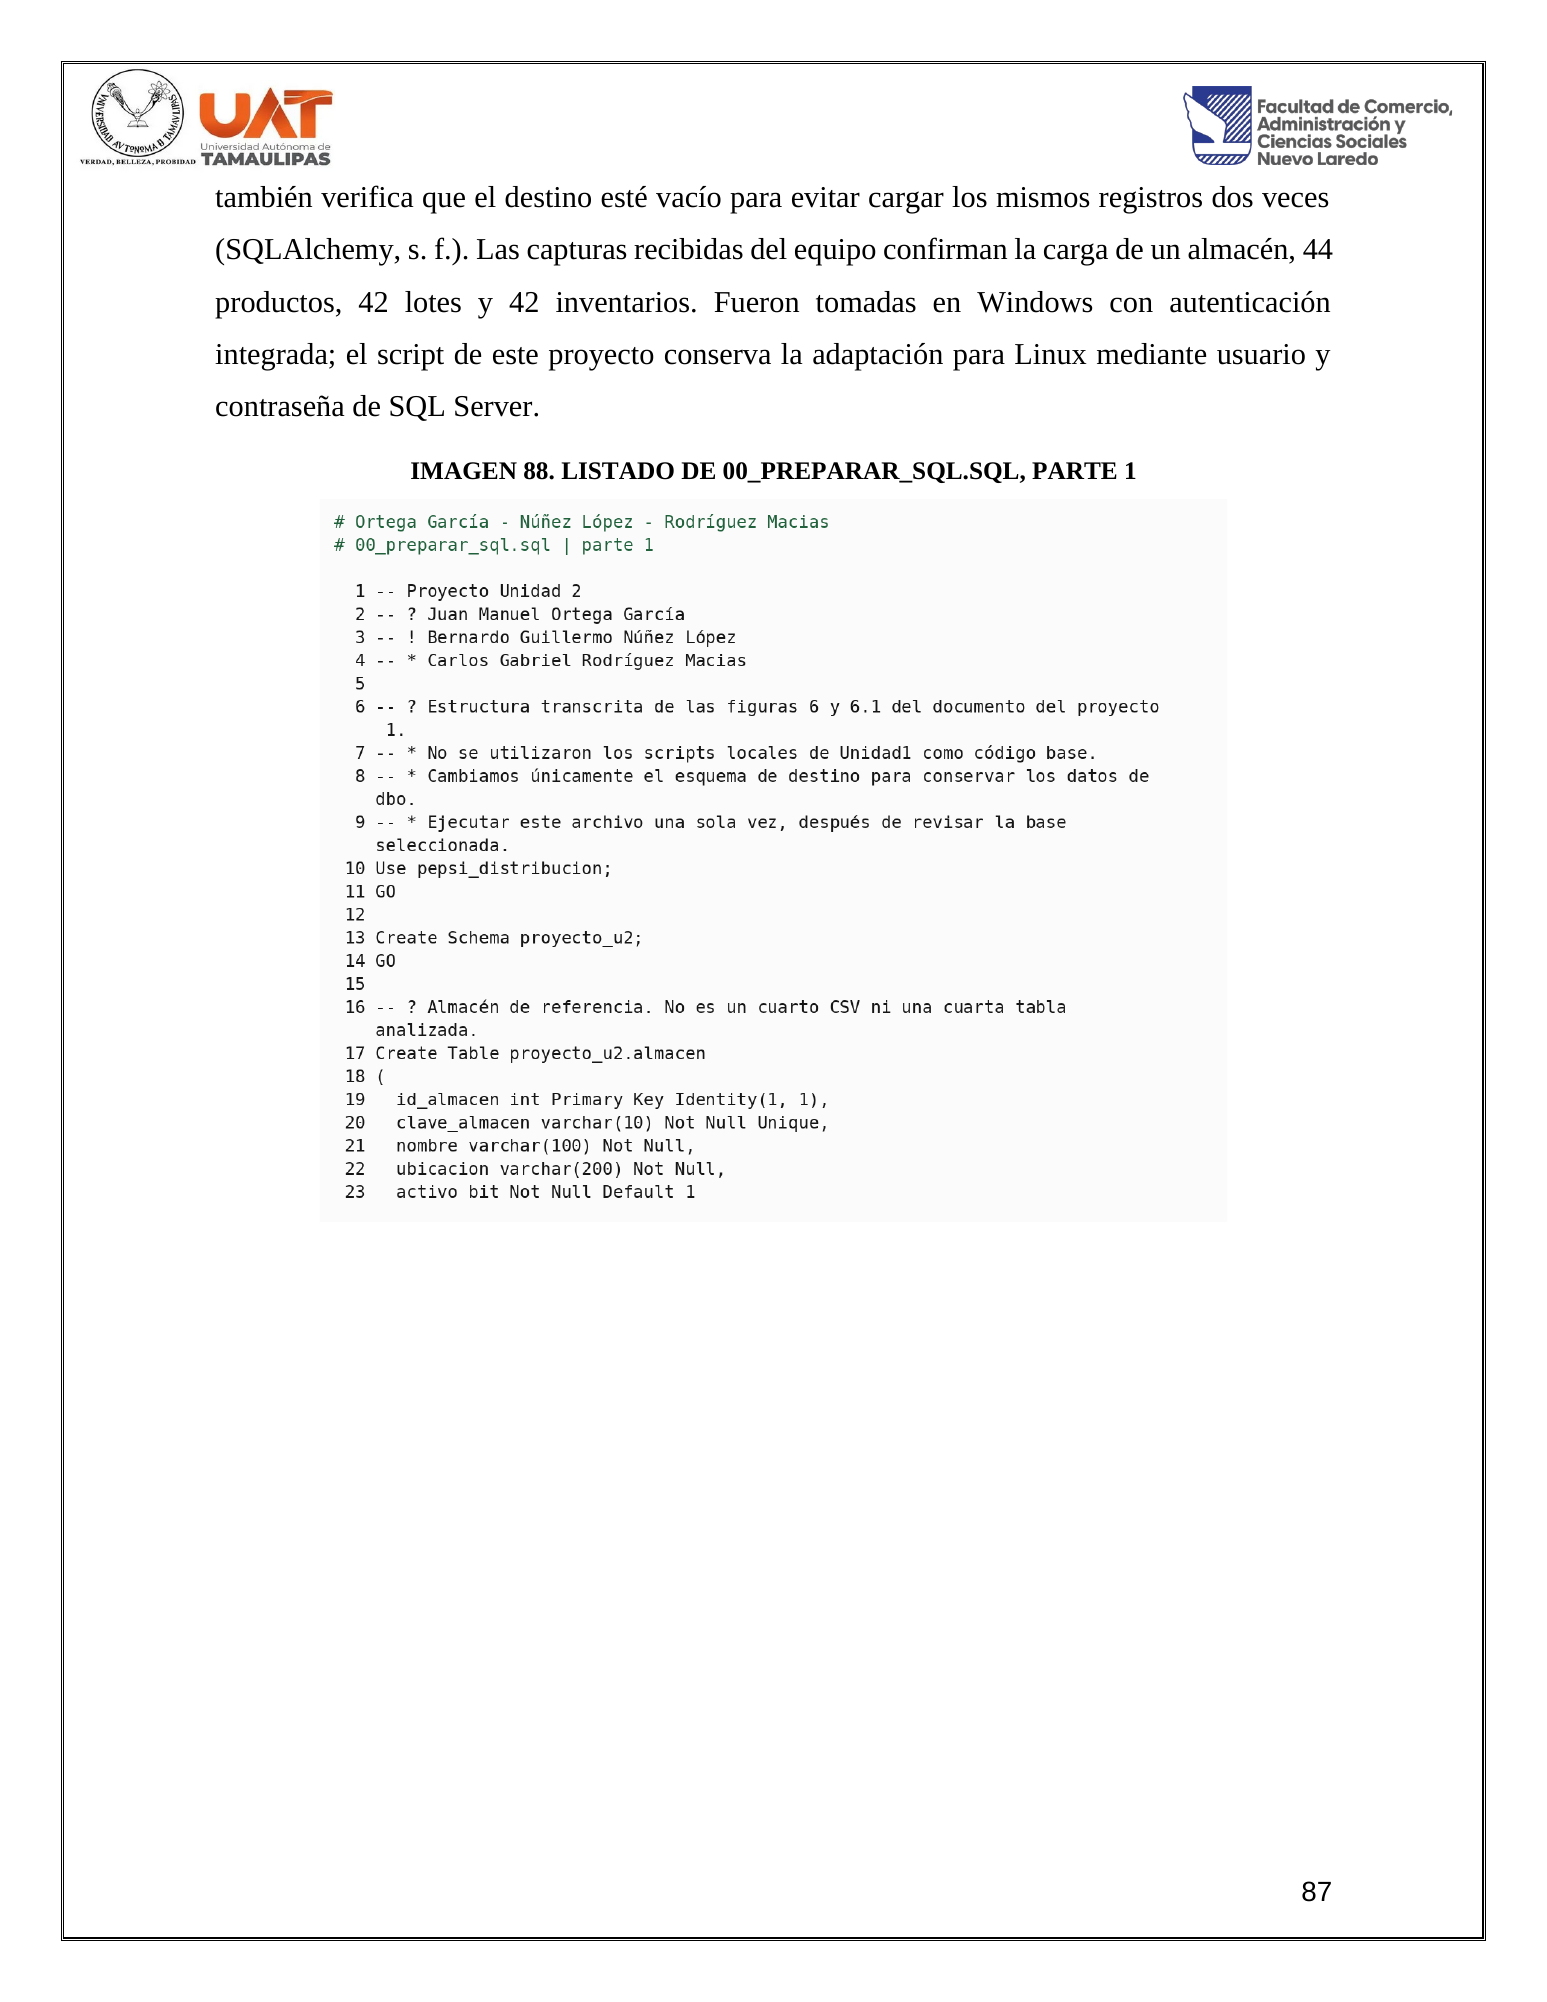 VNIVERSIDAD AVTONOMA D TAMAVLIPAS
VERDAD, BELLEZA, PROBIDAD
UAT
Universidad Autónoma de
TAMAULIPAS
Facultad de Comercio,
Administración y
Ciencias Sociales
Nuevo Laredo
también verifica que el destino esté vacío para evitar cargar los mismos registros dos veces
(SQLAlchemy, s. f.). Las capturas recibidas del equipo confirman la carga de un almacén, 44
productos, 42 lotes y 42 inventarios. Fueron tomadas en Windows con autenticación
integrada; el script de este proyecto conserva la adaptación para Linux mediante usuario y
contraseña de SQL Server.
IMAGEN 88. LISTADO DE 00_PREPARAR_SQL.SQL, PARTE 1
# Ortega García - Núñez López - Rodríguez Macias
# 00_preparar_sql.sql | parte 1
1 -- Proyecto Unidad 2
2 -- ? Juan Manuel Ortega García
3 -- ! Bernardo Guillermo Núñez López
4 -- * Carlos Gabriel Rodríguez Macias
5
6 -- ? Estructura transcrita de las figuras 6 y 6.1 del documento del proyecto
1.
7 -- * No se utilizaron los scripts locales de Unidad1 como código base.
8 -- * Cambiamos únicamente el esquema de destino para conservar los datos de
dbo.
9 -- * Ejecutar este archivo una sola vez, después de revisar la base
seleccionada.
10 Use pepsi_distribucion;
11 GO
12
13 Create Schema proyecto_u2;
14 GO
15
16 -- ? Almacén de referencia. No es un cuarto CSV ni una cuarta tabla
analizada.
17 Create Table proyecto_u2.almacen
18 (
19   id_almacen int Primary Key Identity(1, 1),
20   clave_almacen varchar(10) Not Null Unique,
21   nombre varchar(100) Not Null,
22   ubicacion varchar(200) Not Null,
23   activo bit Not Null Default 1
87